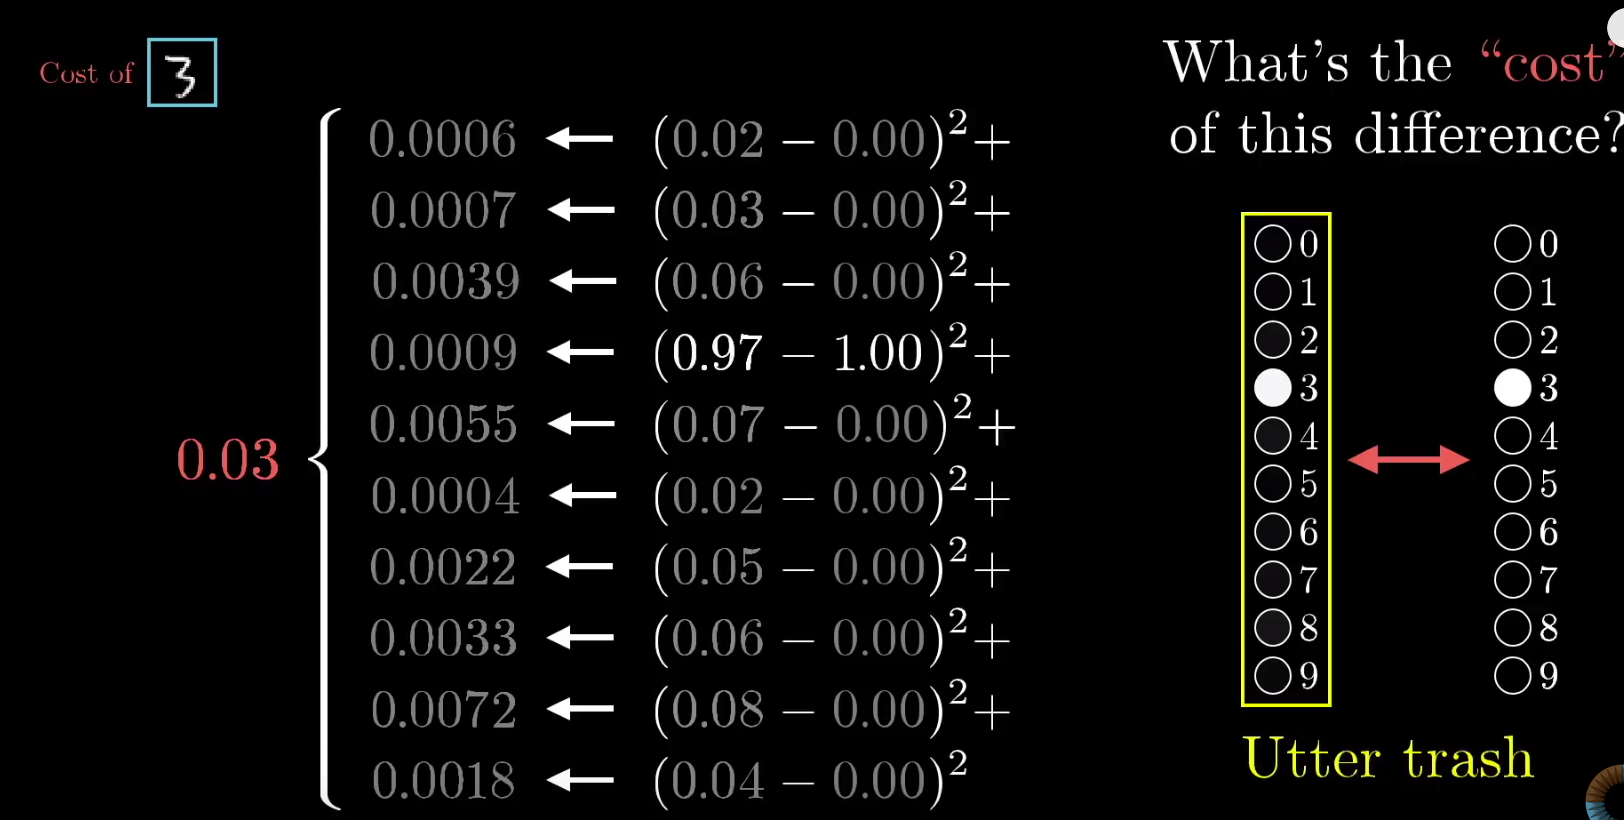 Cost of 3
What's the "cost"
of this difference?
0.03
0.0006 ← (0.02 − 0.00)² +
0.0007 ← (0.03 − 0.00)² +
0.0039 ← (0.06 − 0.00)² +
0.0009 ← (0.97 − 1.00)² +
0.0055 ← (0.07 − 0.00)² +
0.0004 ← (0.02 − 0.00)² +
0.0022 ← (0.05 − 0.00)² +
0.0033 ← (0.06 − 0.00)² +
0.0072 ← (0.08 − 0.00)² +
0.0018 ← (0.04 − 0.00)²
0
1
2
3
4
5
6
7
8
9
0
1
2
3
4
5
6
7
8
9
Utter trash